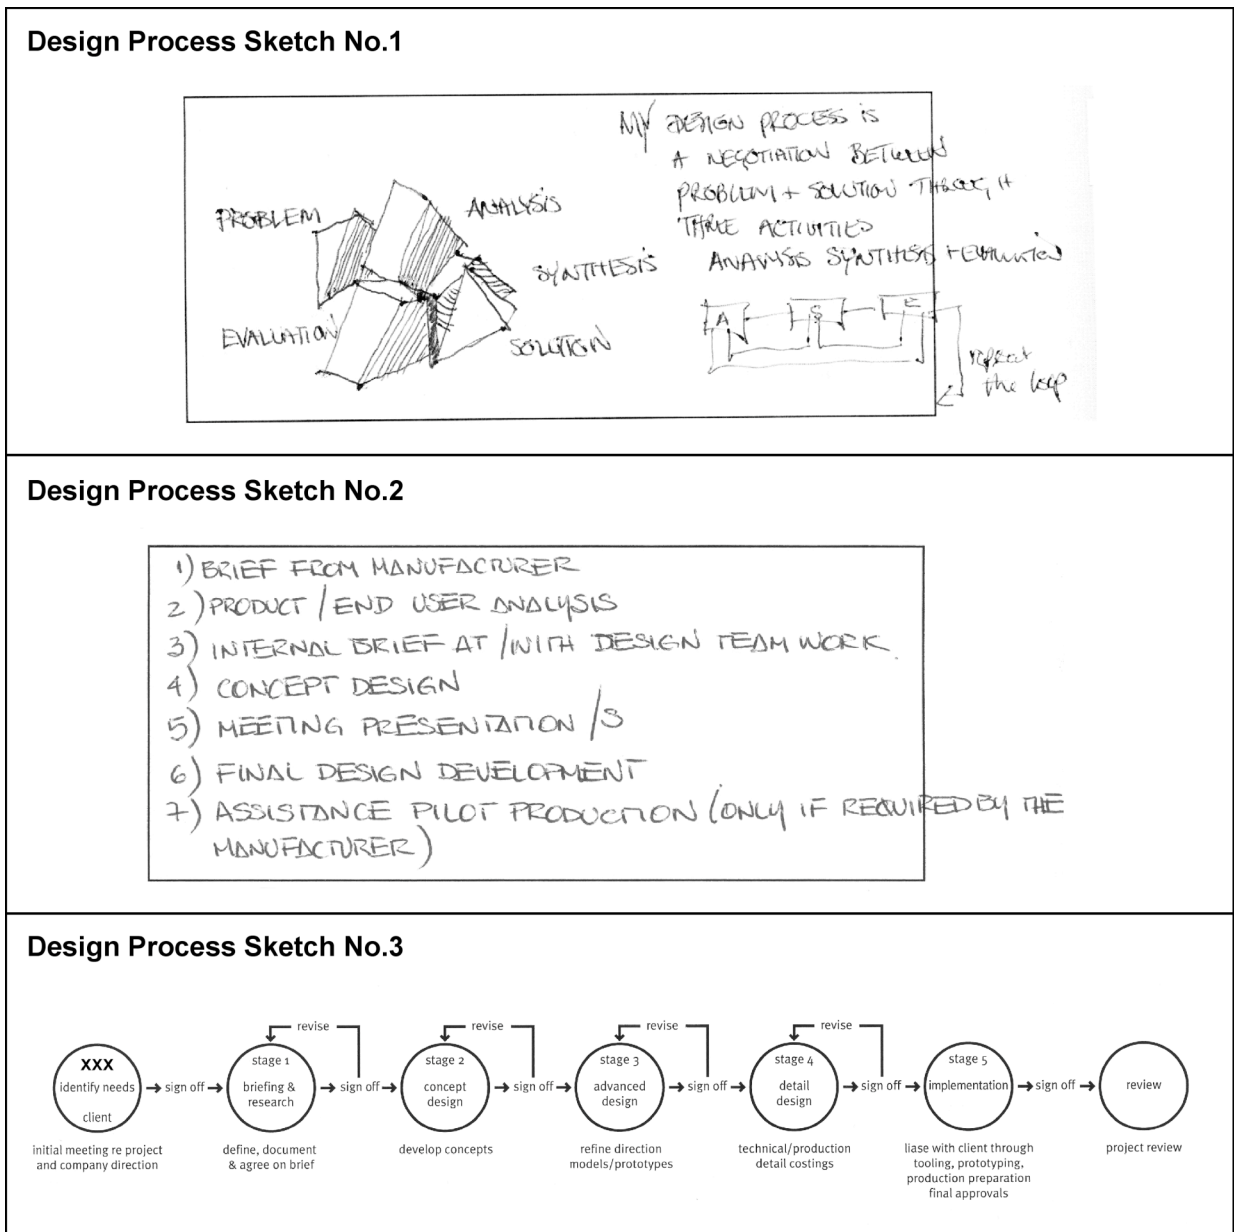 Design Process Sketch No.1
MY DESIGN PROCESS IS
A NEGOTIATION BETWEEN
PROBLEM + SOLUTION THROUGH
THREE ACTIVITIES
ANALYSIS SYNTHESIS + EVALUATION
PROBLEM
ANALYSIS
SYNTHESIS
EVALUATION
SOLUTION
A
S
E
repeat
the loop
Design Process Sketch No.2
1) BRIEF FROM MANUFACTURER
2) PRODUCT / END USER ANALYSIS
3) INTERNAL BRIEF AT / WITH DESIGN TEAM WORK.
4) CONCEPT DESIGN
5) MEETING PRESENTATION /S
6) FINAL DESIGN DEVELOPMENT
7) ASSISTANCE PILOT PRODUCTION (ONLY IF REQUIRED BY THE
MANUFACTURER)
Design Process Sketch No.3
revise
revise
revise
revise
XXX
identify needs
client
sign off
stage 1
briefing &
research
sign off
stage 2
concept
design
sign off
stage 3
advanced
design
sign off
stage 4
detail
design
sign off
stage 5
implementation
sign off
review
initial meeting re project
and company direction
define, document
& agree on brief
develop concepts
refine direction
models/prototypes
technical/production
detail costings
liase with client through
tooling, prototyping,
production preparation
final approvals
project review